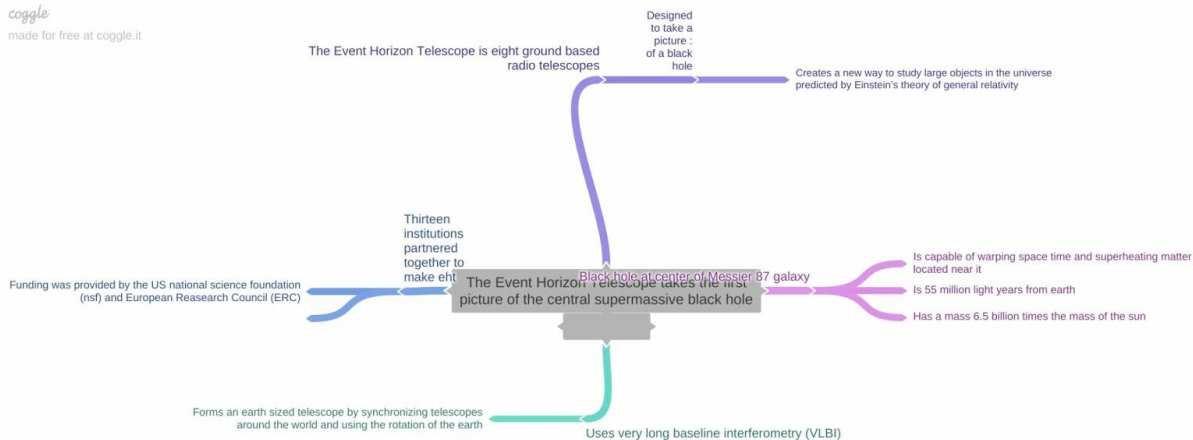 coggle
made for free at coggle.it
The Event Horizon Telescope is eight ground based
radio telescopes
Designed
to take a
picture :
of a black
hole
Creates a new way to study large objects in the universe
predicted by Einstein's theory of general relativity
Thirteen
institutions
partnered
together to
make eht
Funding was provided by the US national science foundation
(nsf) and European Reasearch Council (ERC)
The Event Horizon Telescope takes the first
picture of the central supermassive black hole
Black hole at center of Messier 87 galaxy
Is capable of warping space time and superheating matter
located near it
Is 55 million light years from earth
Has a mass 6.5 billion times the mass of the sun
Forms an earth sized telescope by synchronizing telescopes
around the world and using the rotation of the earth
Uses very long baseline interferometry (VLBI)